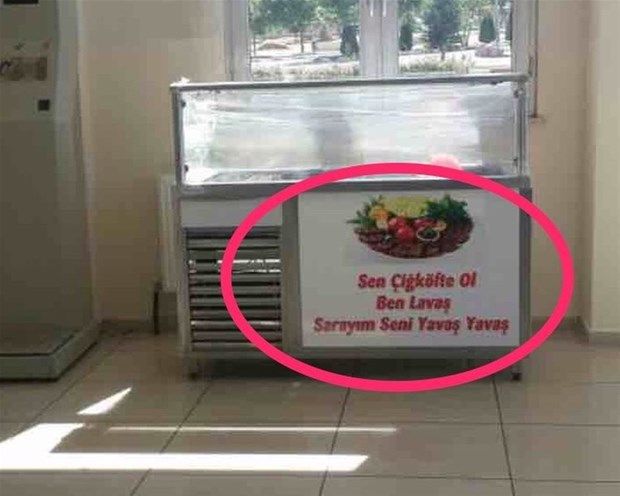 Sen Çiğköfte Ol
Ben Lavaş
Sarayım Seni Yavaş Yavaş